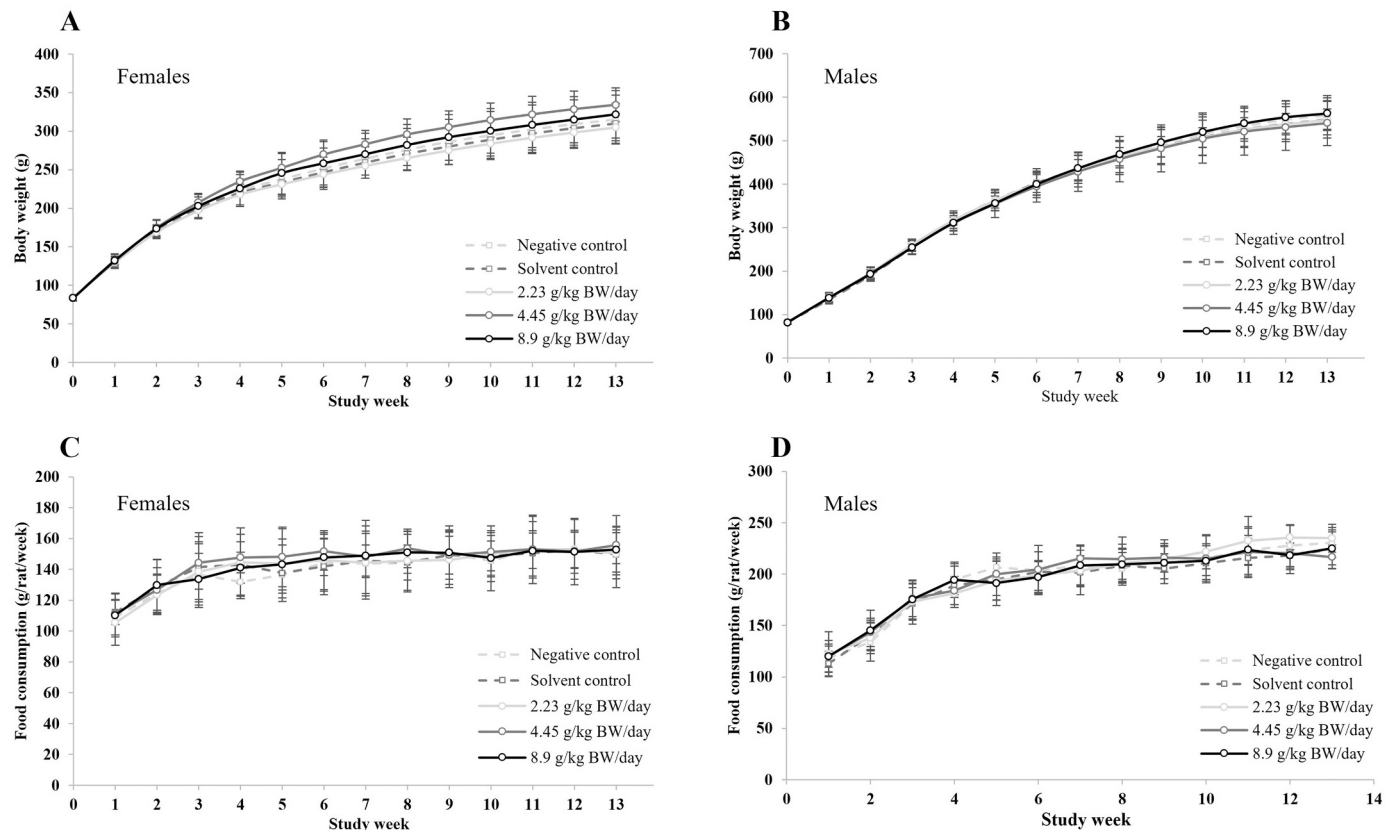 A
Females
Body weight (g)
400
350
300
250
200
150
100
50
0
0 1 2 3 4 5 6 7 8 9 10 11 12 13
Study week
Negative control
Solvent control
2.23 g/kg BW/day
4.45 g/kg BW/day
8.9 g/kg BW/day
B
Males
Body weight (g)
700
600
500
400
300
200
100
0
0 1 2 3 4 5 6 7 8 9 10 11 12 13
Study week
Negative control
Solvent control
2.23 g/kg BW/day
4.45 g/kg BW/day
8.9 g/kg BW/day
C
Females
Food consumption (g/rat/week)
200
180
160
140
120
100
80
60
40
20
0
0 1 2 3 4 5 6 7 8 9 10 11 12 13
Study week
Negative control
Solvent control
2.23 g/kg BW/day
4.45 g/kg BW/day
8.9 g/kg BW/day
D
Males
Food consumption (g/rat/week)
300
250
200
150
100
50
0
0 2 4 6 8 10 12 14
Study week
Negative control
Solvent control
2.23 g/kg BW/day
4.45 g/kg BW/day
8.9 g/kg BW/day